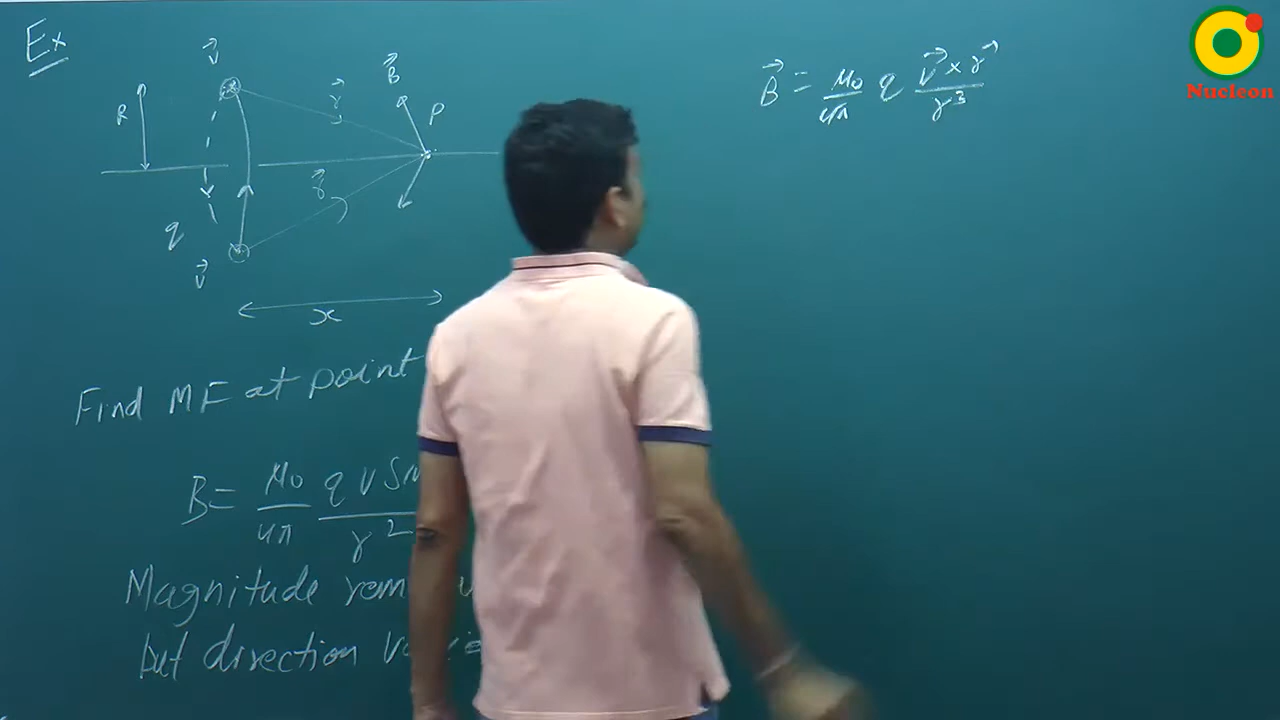 Ex
V⃗
R
r⃗
B⃗
P
r⃗
q
V⃗
x
Find MF at point
B = μ₀/4π q v Sin/r²
Magnitude rem
but direction
B⃗ = μ₀/4π q V⃗ × r⃗/r³
Nucleon